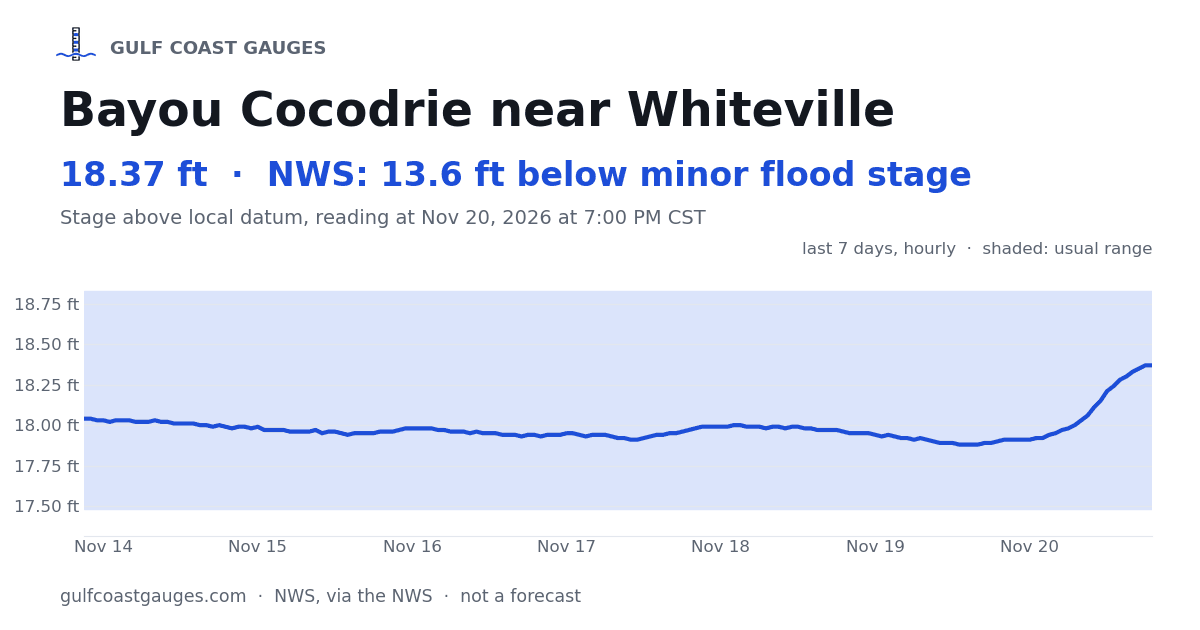 GULF COAST GAUGES
Bayou Cocodrie near Whiteville
18.37 ft · NWS: 13.6 ft below minor flood stage
Stage above local datum, reading at Nov 20, 2026 at 7:00 PM CST
last 7 days, hourly · shaded: usual range
18.75 ft
18.50 ft
18.25 ft
18.00 ft
17.75 ft
17.50 ft
Nov 14 Nov 15 Nov 16 Nov 17 Nov 18 Nov 19 Nov 20
gulfcoastgauges.com · NWS, via the NWS · not a forecast